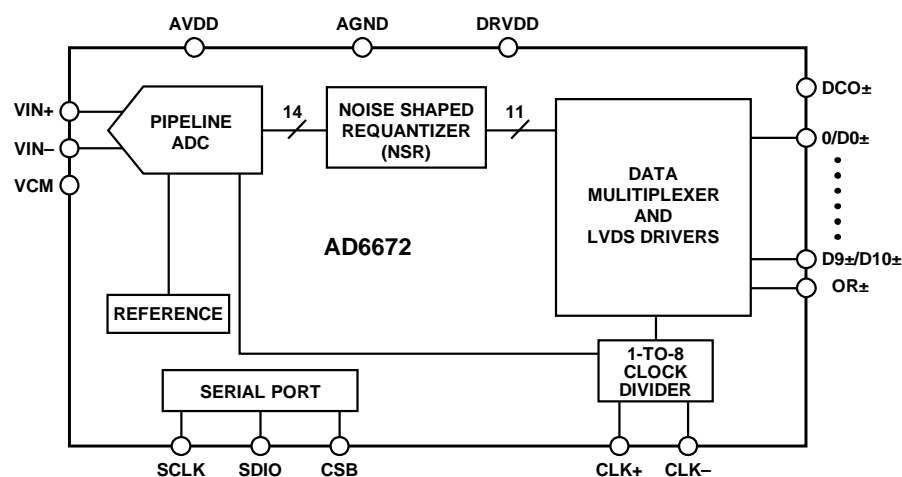 AVDD
AGND
DRVDD
VIN+
VIN–
VCM
PIPELINE
ADC
14
NOISE SHAPED
REQUANTIZER
(NSR)
11
DATA
MULITIPLEXER
AND
LVDS DRIVERS
DCO±
0/D0±
D9±/D10±
OR±
AD6672
REFERENCE
SERIAL PORT
1-TO-8
CLOCK
DIVIDER
SCLK
SDIO
CSB
CLK+
CLK–